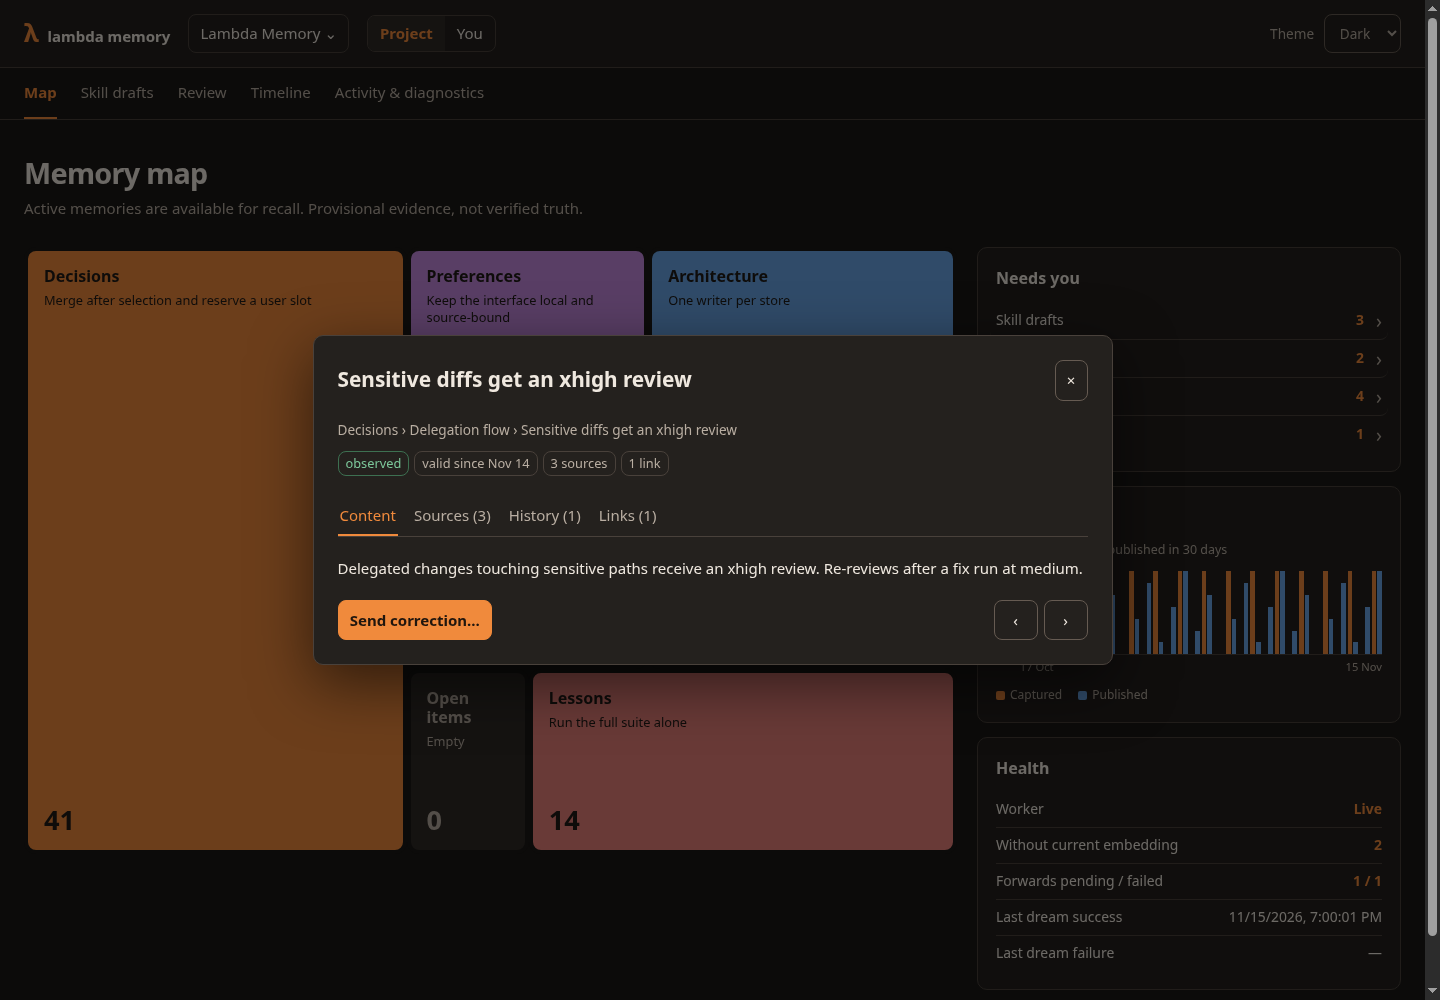 λ lambda memory
Lambda Memory
Project
You
Theme
Dark
Map
Skill drafts
Review
Timeline
Activity & diagnostics
Memory map
Active memories are available for recall. Provisional evidence, not verified truth.
Decisions
Merge after selection and reserve a user slot
41
Preferences
Keep the interface local and
source-bound
Architecture
One writer per store
Sensitive diffs get an xhigh review
×
Decisions › Delegation flow › Sensitive diffs get an xhigh review
observed
valid since Nov 14
3 sources
1 link
Content
Sources (3)
History (1)
Links (1)
Delegated changes touching sensitive paths receive an xhigh review. Re-reviews after a fix run at medium.
Send correction…
‹
›
Open
items
Empty
0
Lessons
Run the full suite alone
14
Needs you
Skill drafts
3 ›
2 ›
4 ›
1 ›
published in 30 days
17 Oct
15 Nov
Captured
Published
Health
Worker
Live
Without current embedding
2
Forwards pending / failed
1 / 1
Last dream success
11/15/2026, 7:00:01 PM
Last dream failure
—